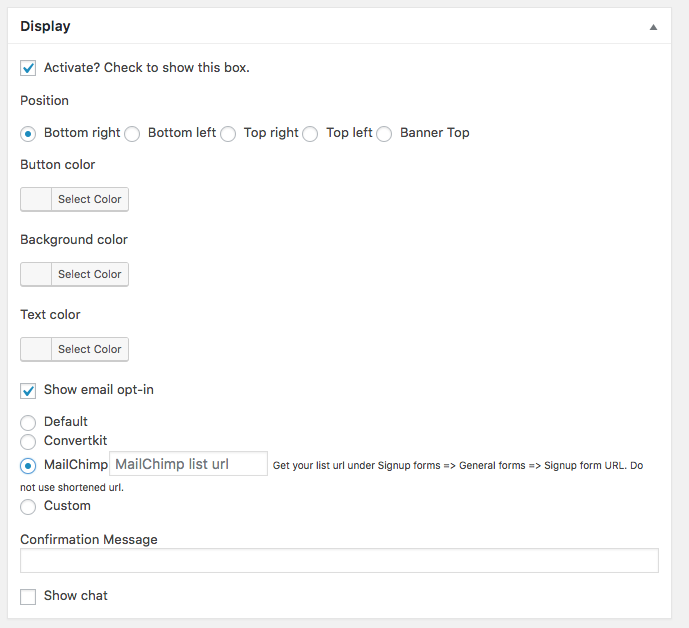 Display
Activate? Check to show this box.
Position
Bottom right Bottom left Top right Top left Banner Top
Button color
Select Color
Background color
Select Color
Text color
Select Color
Show email opt-in
Default
Convertkit
MailChimp MailChimp list url Get your list url under Signup forms => General forms => Signup form URL. Do
not use shortened url.
Custom
Confirmation Message
Show chat